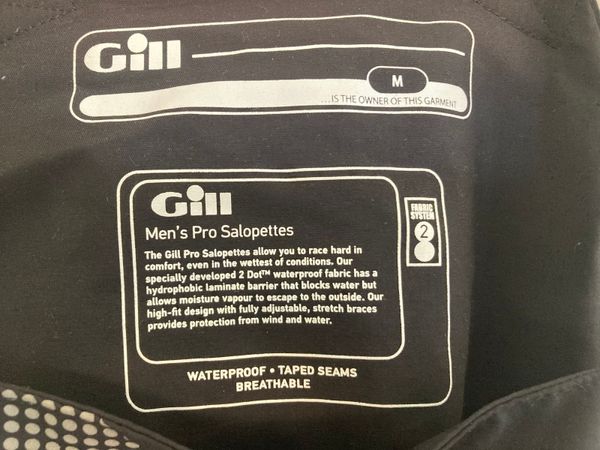 Gill
M
...IS THE OWNER OF THIS GARMENT
Gill
Men's Pro Salopettes
The Gill Pro Salopettes allow you to race hard in
comfort, even in the wettest of conditions. Our
specially developed 2 Dot™ waterproof fabric has a
hydrophobic laminate barrier that blocks water but
allows moisture vapour to escape to the outside. Our
high-fit design with fully adjustable, stretch braces
provides protection from wind and water.
FABRIC
SYSTEM
2
WATERPROOF • TAPED SEAMS
BREATHABLE